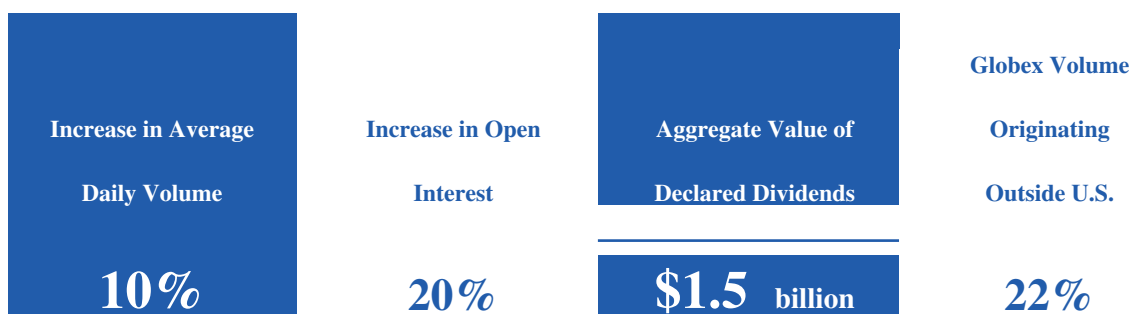 Increase in Average
Daily Volume
10%
Increase in Open
Interest
20%
Aggregate Value of
Declared Dividends
$1.5 billion
Globex Volume
Originating
Outside U.S.
22%